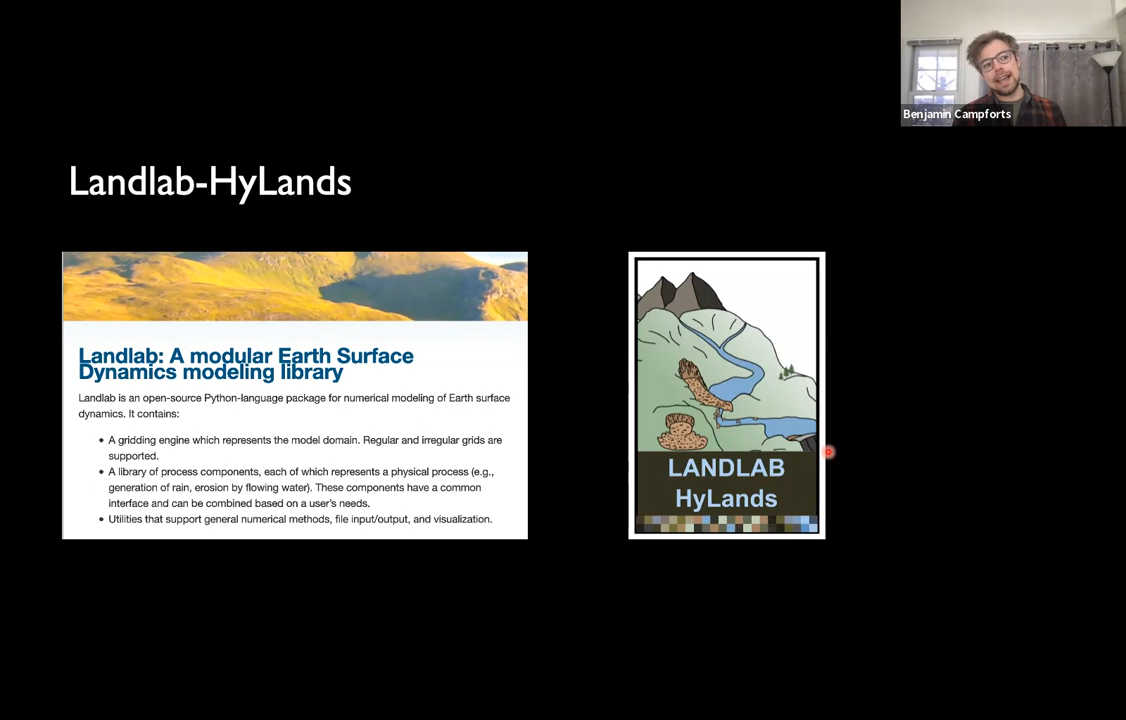 Benjamin Campforts
Landlab-HyLands
Landlab: A modular Earth Surface
Dynamics modeling library
Landlab is an open-source Python-language package for numerical modeling of Earth surface
dynamics. It contains:
• A gridding engine which represents the model domain. Regular and irregular grids are
supported.
• A library of process components, each of which represents a physical process (e.g.,
generation of rain, erosion by flowing water). These components have a common
interface and can be combined based on a user's needs.
• Utilities that support general numerical methods, file input/output, and visualization.
LANDLAB
HyLands